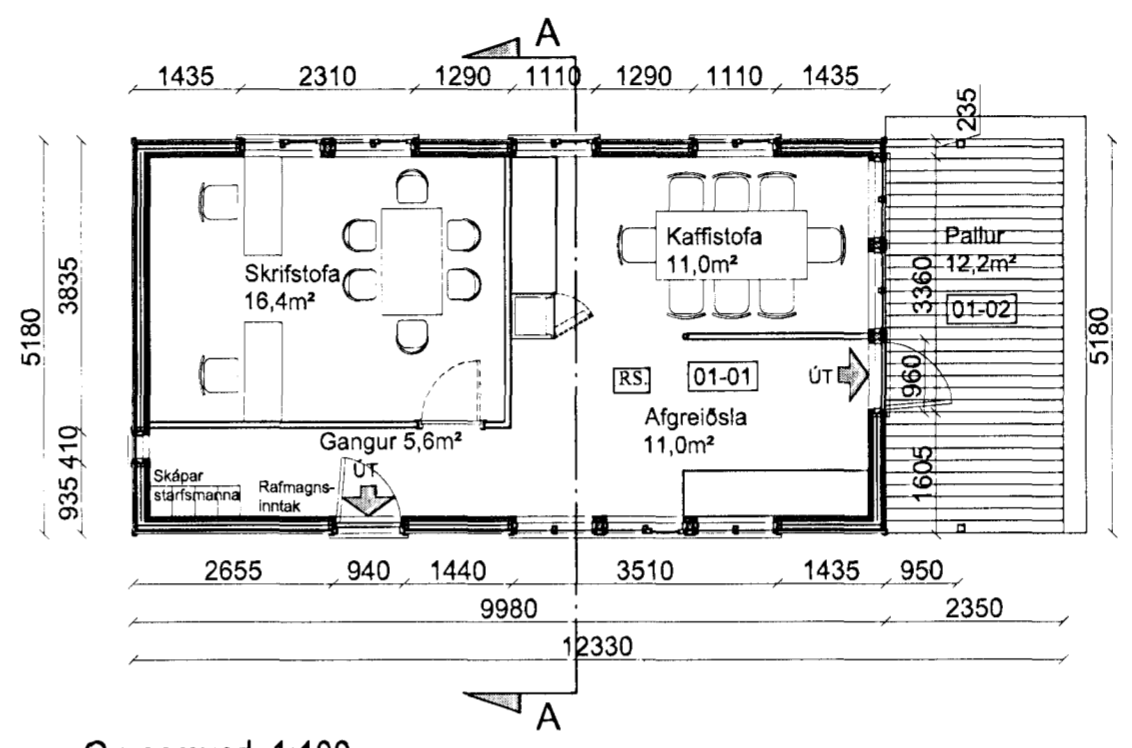 A
1435 2310 1290 1110 1290 1110 1435
235
Skrifstofa
16,4m²
Kaffistofa
11,0m²
Pallur
12,2m²
01-02
5180
3835
3360
5180
RS.
01-01
ÚT
960
Afgreiðsla
11,0m²
Gangur 5,6m²
ÚT
410
935
1605
Skápar
starfsmanna
Rafmagns-
inntak
2655 940 1440 3510 1435 950
9980 2350
12330
A
1:100